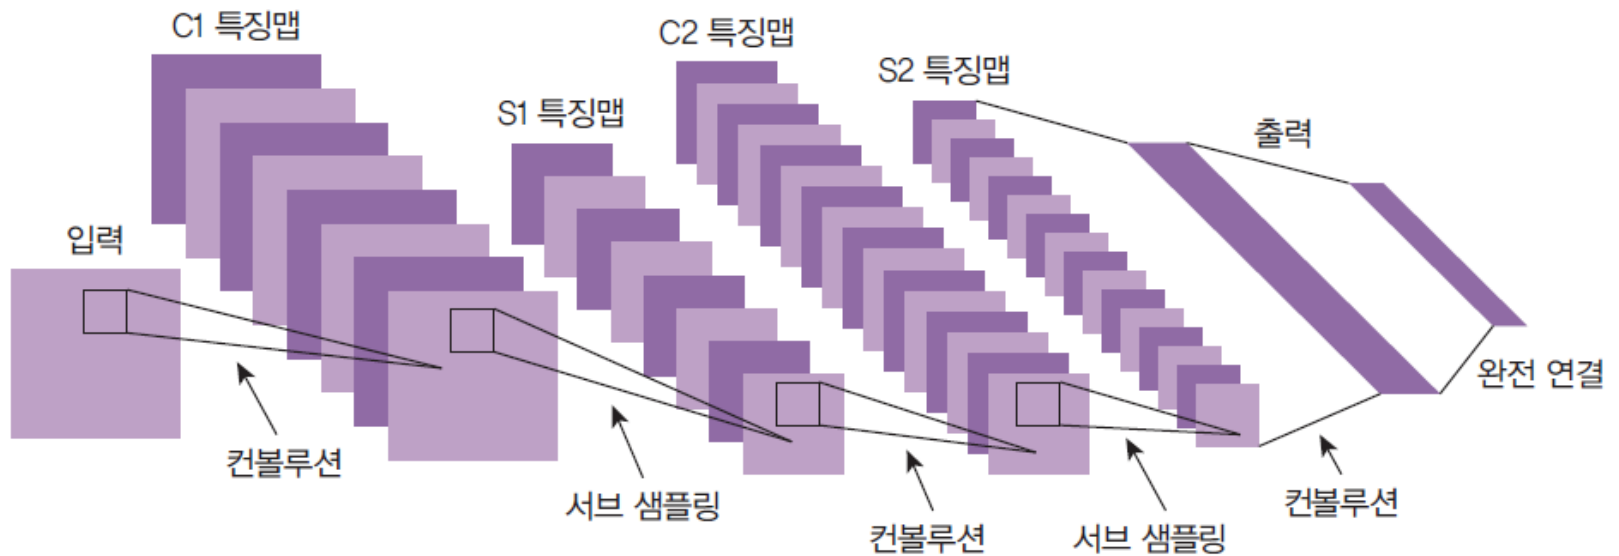 C1 특징맵
C2 특징맵
S2 특징맵
S1 특징맵
출력
입력
완전 연결
컨볼루션
서브 샘플링
컨볼루션
서브 샘플링
컨볼루션